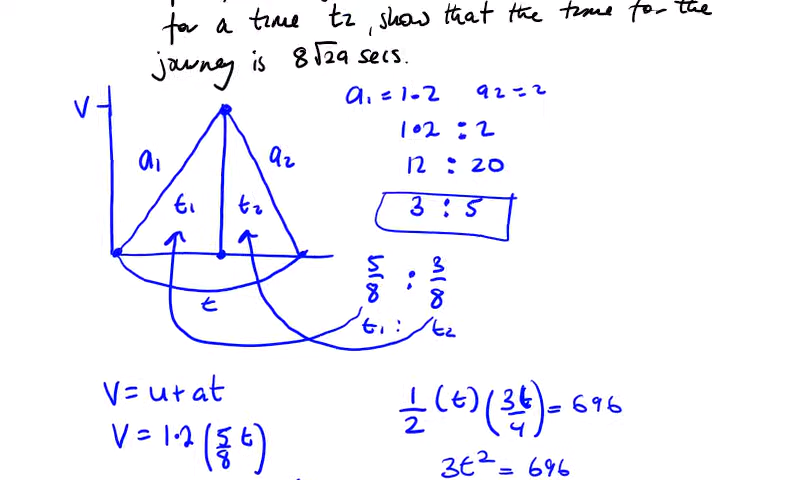 for a time t2, show that the time for the
journey is 8√29 secs.
V
a1 = 1.2 a2 = 2
1.2 : 2
a1 a2
12 : 20
t1 t2
3 : 5
5/8 : 3/8
t
t1 : t2
V = u + at
1/2 (t) (3t/4) = 696
V = 1.2 (5/8 t)
3t² = 696